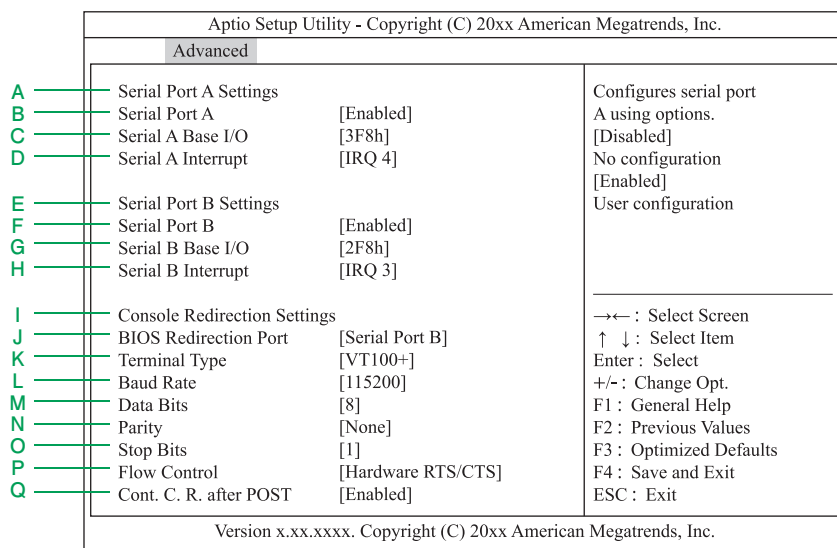 Aptio Setup Utility - Copyright (C) 20xx American Megatrends, Inc.
Advanced
A Serial Port A Settings
B Serial Port A [Enabled]
C Serial A Base I/O [3F8h]
D Serial A Interrupt [IRQ 4]
E Serial Port B Settings
F Serial Port B [Enabled]
G Serial B Base I/O [2F8h]
H Serial B Interrupt [IRQ 3]
I Console Redirection Settings
J BIOS Redirection Port [Serial Port B]
K Terminal Type [VT100+]
L Baud Rate [115200]
M Data Bits [8]
N Parity [None]
O Stop Bits [1]
P Flow Control [Hardware RTS/CTS]
Q Cont. C. R. after POST [Enabled]
Configures serial port
A using options.
[Disabled]
No configuration
[Enabled]
User configuration
→← : Select Screen
↑ ↓ : Select Item
Enter : Select
+/- : Change Opt.
F1 : General Help
F2 : Previous Values
F3 : Optimized Defaults
F4 : Save and Exit
ESC : Exit
Version x.xx.xxxx. Copyright (C) 20xx American Megatrends, Inc.